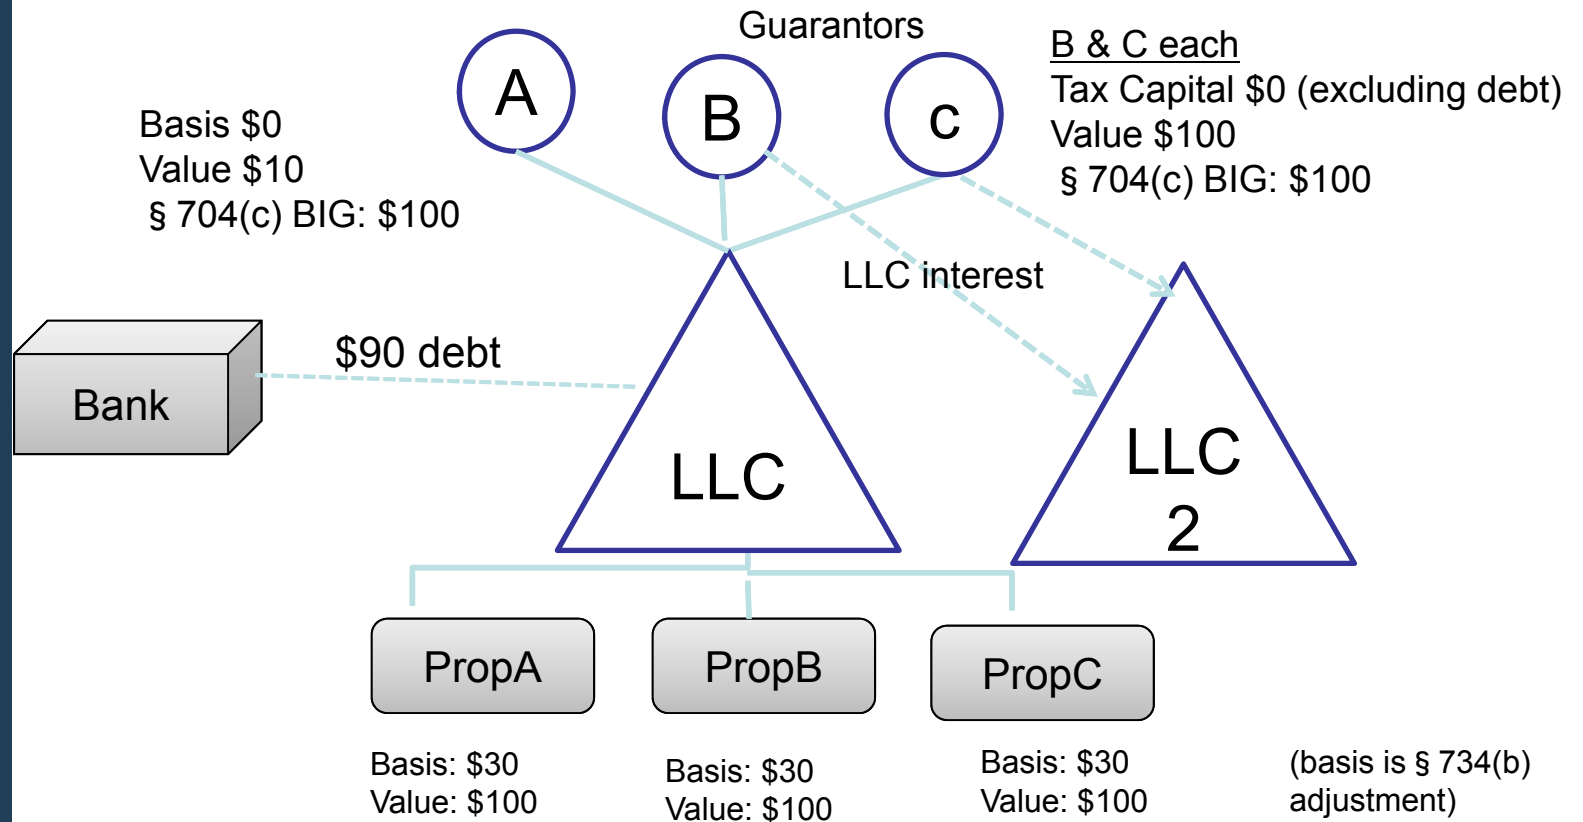 Guarantors
A
B
c
B & C each
Tax Capital $0 (excluding debt)
Value $100
§ 704(c) BIG: $100
Basis $0
Value $10
§ 704(c) BIG: $100
LLC interest
$90 debt
Bank
LLC
LLC
2
PropA
PropB
PropC
Basis: $30
Value: $100
Basis: $30
Value: $100
Basis: $30
Value: $100
(basis is § 734(b)
adjustment)